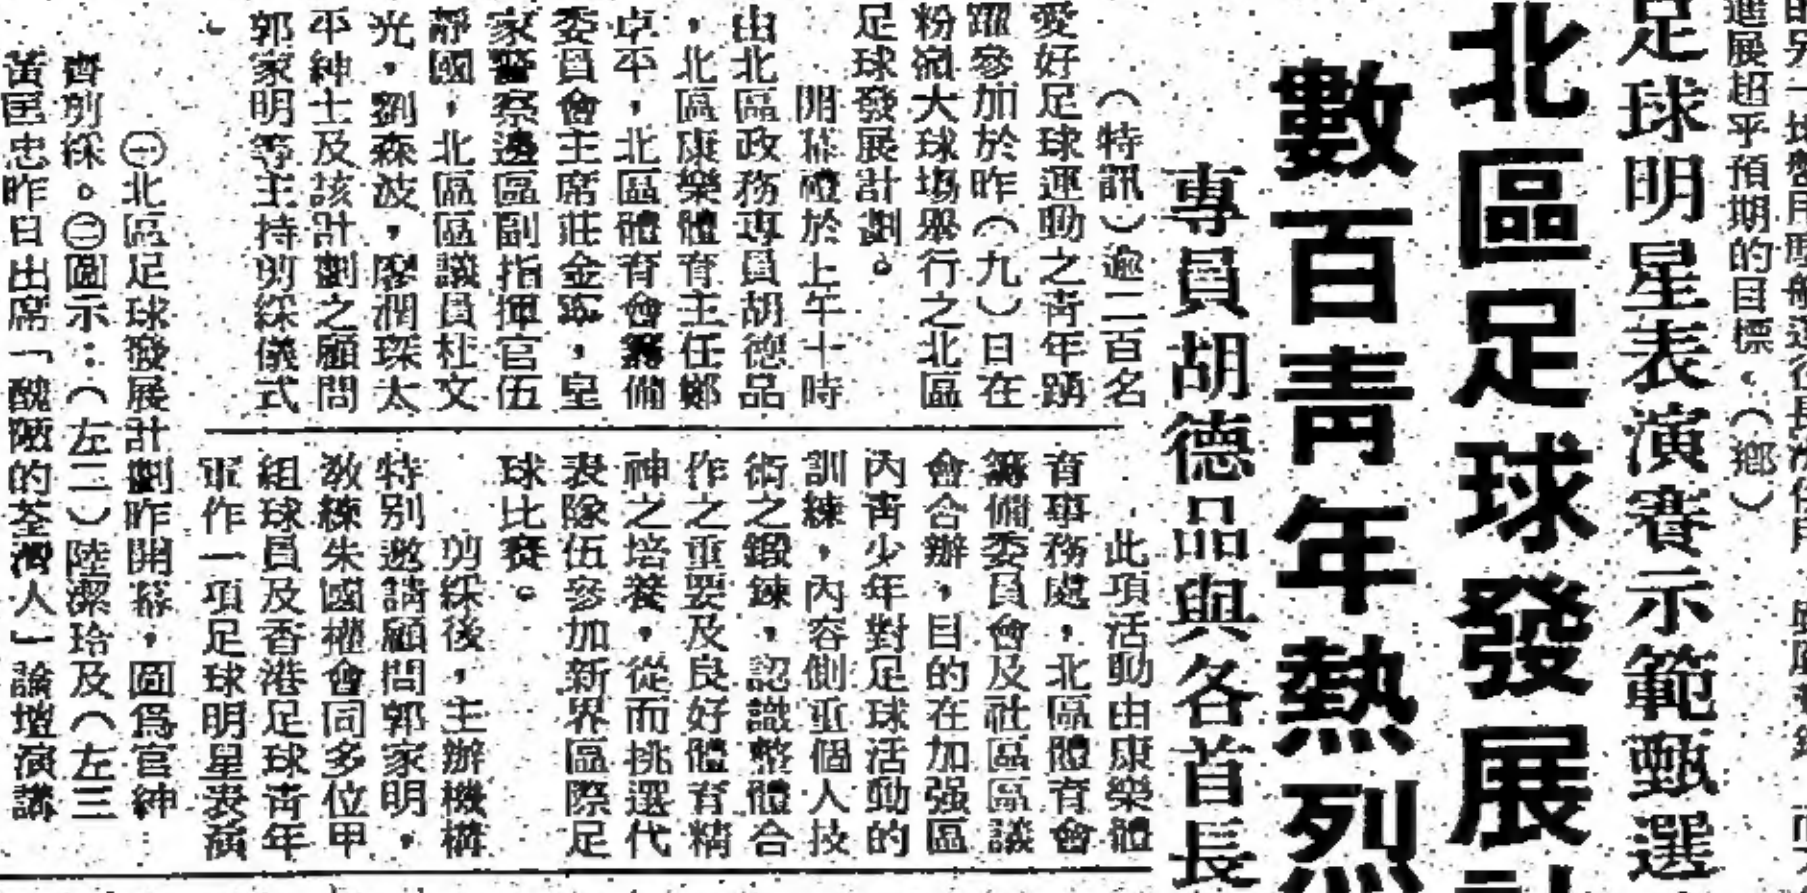 進展超乎預期的目標。（鄉）
足球明星表演賽示範甄選
北區足球發展
數百青年熱烈
專員胡德品與各首長
（特訊）逾二百名
愛好足球運動之青年踴
躍參加於昨（九）日在
粉嶺大球場舉行之北區
足球發展計劃。
開幕禮於上午十時
由北區政務專員胡德品
，北區康樂體育主任鄭
卓平，北區體育會籌備
委員會主席莊金，皇
家警察邊區副指揮官伍
靜國，北區區議員杜文
光，劉森波，廖潤琛太
平紳士及該計劃之顧問
郭家明等主持剪綵儀式
。
此項活動由康樂體
育事務處，北區體育會
籌備委員會及社區區議
會合辦，目的在加强區
內青少年對足球活動的
訓練，內容側重個人技
術之鍛鍊，認識整體合
作之重要及良好體育精
神之培養，從而挑選代
表隊伍參加新界區際足
球比賽。
剪綵後，主辦機構
特別邀請顧問郭家明，
教練朱國權會同多位甲
組球員及香港足球青年
軍作一項足球明星表演
㊀北區足球發展計劃昨開幕，圖爲官紳
齊剪綵。㊁圖示：（左二）陸潔玲及（左三
黃匡忠昨日出席「醜陋的荃灣人」論壇演講